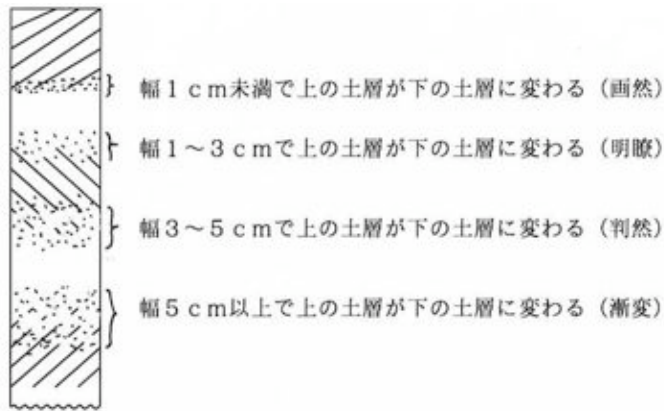 幅1cm未満で上の土層が下の土層に変わる(画然)
幅1～3cmで上の土層が下の土層に変わる(明瞭)
幅3～5cmで上の土層が下の土層に変わる(判然)
幅5cm以上で上の土層が下の土層に変わる(漸変)